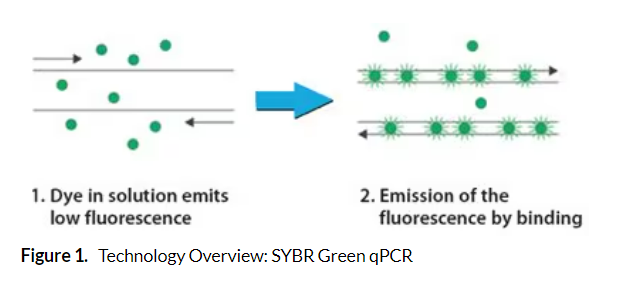 1. Dye in solution emits
low fluorescence
2. Emission of the
fluorescence by binding
Figure 1. Technology Overview: SYBR Green qPCR